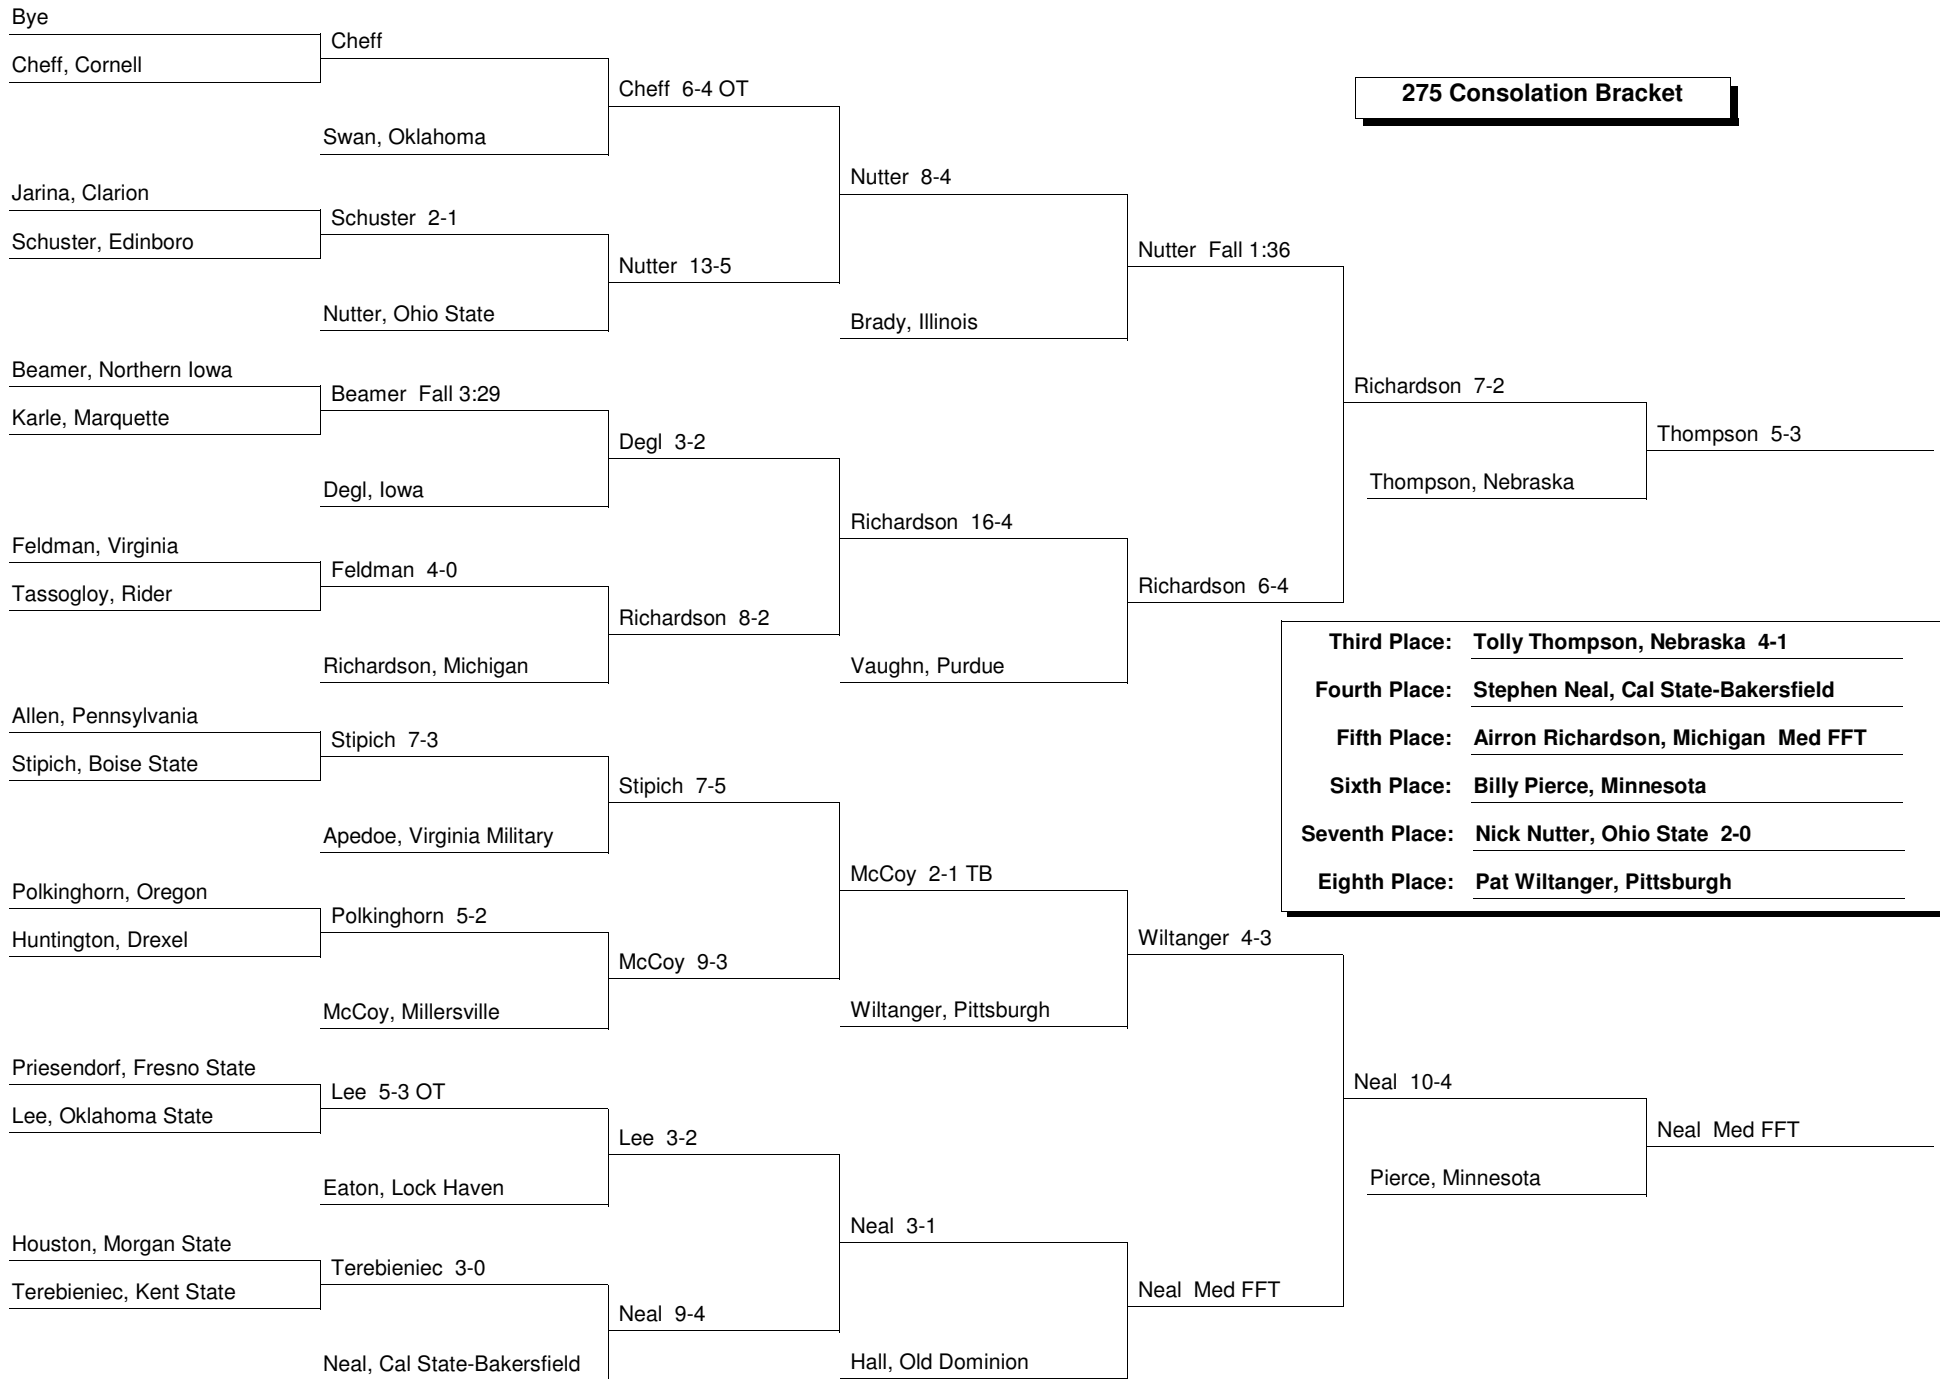 Bye
Cheff, Cornell
Cheff
Swan, Oklahoma
Cheff 6-4 OT
Jarina, Clarion
Schuster, Edinboro
Schuster 2-1
Nutter, Ohio State
Nutter 13-5
Nutter 8-4
Brady, Illinois
Nutter Fall 1:36
Beamer, Northern Iowa
Karle, Marquette
Beamer Fall 3:29
Degl, Iowa
Degl 3-2
Feldman, Virginia
Tassogloy, Rider
Feldman 4-0
Richardson, Michigan
Richardson 8-2
Richardson 16-4
Vaughn, Purdue
Richardson 6-4
Richardson 7-2
Thompson, Nebraska
Thompson 5-3
275 Consolation Bracket
Allen, Pennsylvania
Stipich, Boise State
Stipich 7-3
Apedoe, Virginia Military
Stipich 7-5
Polkinghorn, Oregon
Huntington, Drexel
Polkinghorn 5-2
McCoy, Millersville
McCoy 9-3
McCoy 2-1 TB
Wiltanger, Pittsburgh
Wiltanger 4-3
Priesendorf, Fresno State
Lee, Oklahoma State
Lee 5-3 OT
Eaton, Lock Haven
Lee 3-2
Houston, Morgan State
Terebieniec, Kent State
Terebieniec 3-0
Neal, Cal State-Bakersfield
Neal 9-4
Neal 3-1
Hall, Old Dominion
Neal Med FFT
Neal 10-4
Pierce, Minnesota
Neal Med FFT
Third Place: Tolly Thompson, Nebraska 4-1
Fourth Place: Stephen Neal, Cal State-Bakersfield
Fifth Place: Airron Richardson, Michigan Med FFT
Sixth Place: Billy Pierce, Minnesota
Seventh Place: Nick Nutter, Ohio State 2-0
Eighth Place: Pat Wiltanger, Pittsburgh